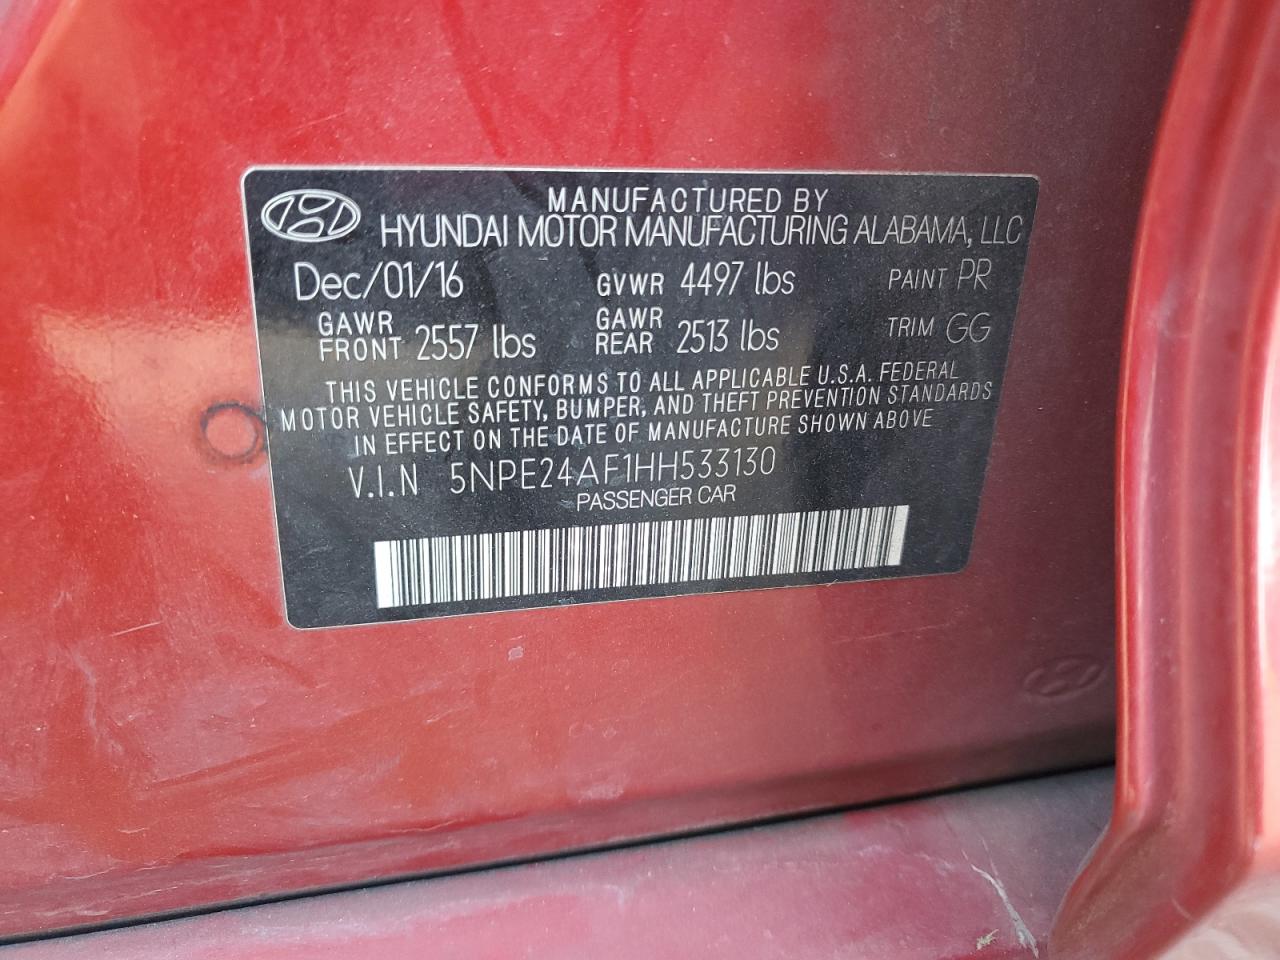 MANUFACTURED BY
HYUNDAI MOTOR MANUFACTURING ALABAMA, LLC
Dec/01/16 GVWR 4497 lbs PAINT PR
GAWR FRONT 2557 lbs GAWR REAR 2513 lbs TRIM GG
THIS VEHICLE CONFORMS TO ALL APPLICABLE U.S.A. FEDERAL
MOTOR VEHICLE SAFETY, BUMPER, AND THEFT PREVENTION STANDARDS
IN EFFECT ON THE DATE OF MANUFACTURE SHOWN ABOVE
V.I.N 5NPE24AF1HH533130
PASSENGER CAR